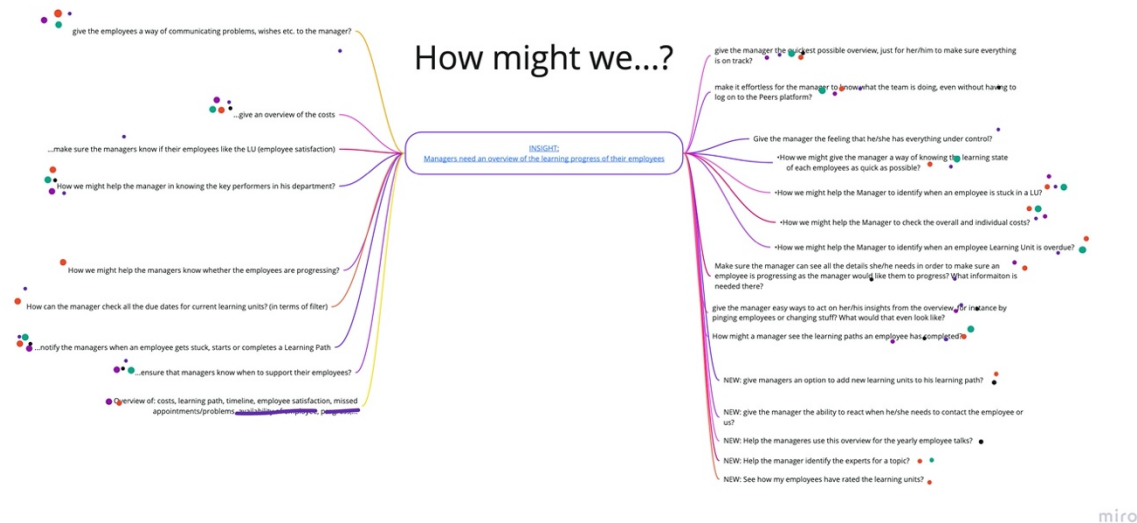 How might we...?
INSIGHT:
Managers need an overview of the learning progress of their employees
give the employees a way of communicating problems, wishes etc. to the manager?
...give an overview of the costs
...make sure the managers know if their employees like the LU (employee satisfaction)
How we might help the manager in knowing the key performers in his department?
How we might help the managers know whether the employees are progressing?
How can the manager check all the due dates for current learning units? (in terms of filter)
...notify the managers when an employee gets stuck, starts or completes a Learning Path
...ensure that managers know when to support their employees?
Overview of: costs, learning path, timeline, employee satisfaction, missed
appointments/problems,
give the manager the quickest possible overview, just for her/him to make sure everything
is on track?
make it effortless for the manager to know what the team is doing, even without having to
log on to the Peers platform?
Give the manager the feeling that he/she has everything under control?
•How we might give the manager a way of knowing the learning state
of each employees as quick as possible?
•How we might help the Manager to identify when an employee is stuck in a LU?
•How we might help the Manager to check the overall and individual costs?
•How we might help the Manager to identify when an employee Learning Unit is overdue?
Make sure the manager can see all the details she/he needs in order to make sure an
employee is progressing as the manager would like them to progress? What informaiton is
needed there?
give the manager easy ways to act on her/his insights from the overview, for instance by
pinging employees or changing stuff? What would that even look like?
How might a manager see the learning paths an employee has completed?
NEW: give managers an option to add new learning units to his learning path?
NEW: give the manager the ability to react when he/she needs to contact the employee or
us?
NEW: Help the manageres use this overview for the yearly employee talks?
NEW: Help the manager identify the experts for a topic?
NEW: See how my employees have rated the learning units?
miro